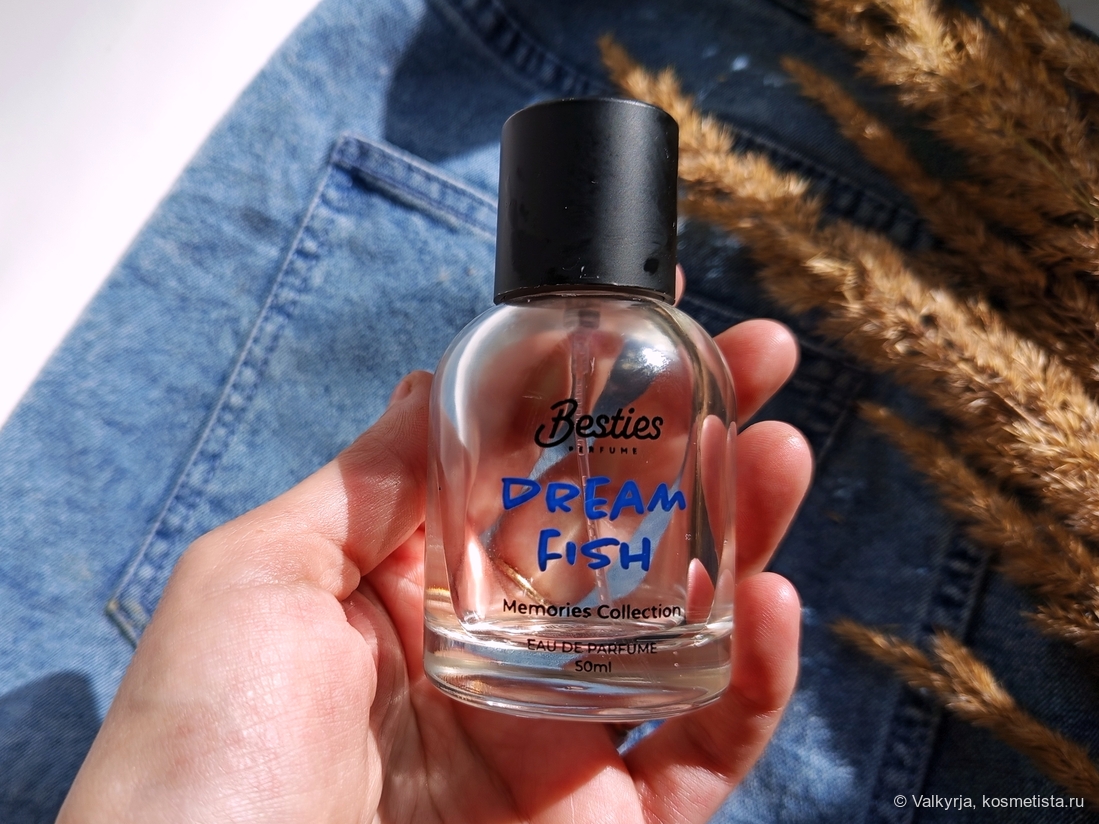 Besties
PERFUME
DREAM
FISH
Memories Collection
EAU DE PARFUME
50ml
© Valkyrja, kosmetista.ru